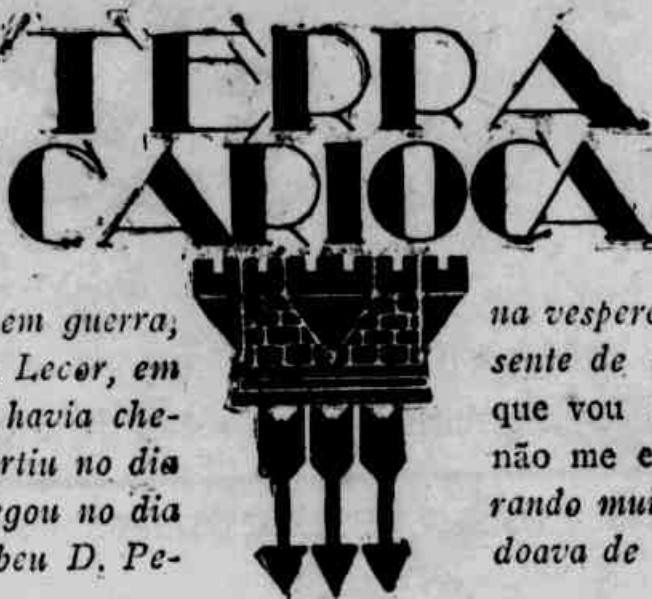 TERRA
CARIOCA
em guerra;
Lecor, em
havia che-
rtiu no dia
egou no dia
beu D. Pe-
na vespera
sente de
que vou
não me e
rando mui
doava de